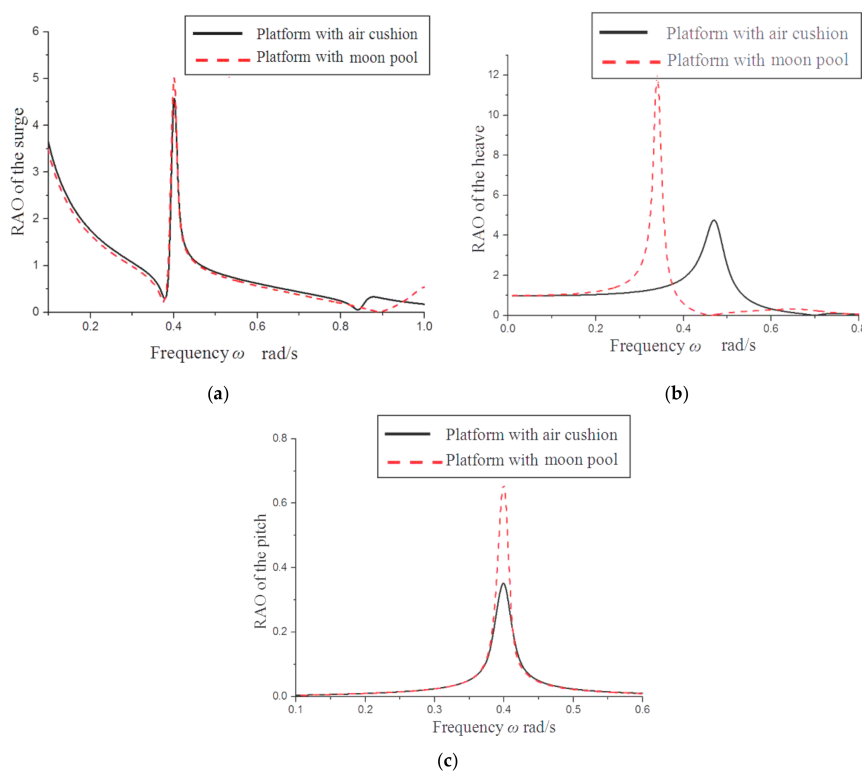 Platform with air cushion
Platform with moon pool
RAO of the surge
6
5
4
3
2
1
0
0.2
0.4
0.6
0.8
1.0
Frequency ω rad/s
(a)
Platform with air cushion
Platform with moon pool
RAO of the heave
12
10
8
6
4
2
0
0.0
0.2
0.4
0.6
0.8
Frequency ω rad/s
(b)
Platform with air cushion
Platform with moon pool
RAO of the pitch
0.8
0.6
0.4
0.2
0.0
0.1
0.2
0.3
0.4
0.5
0.6
Frequency ω rad/s
(c)